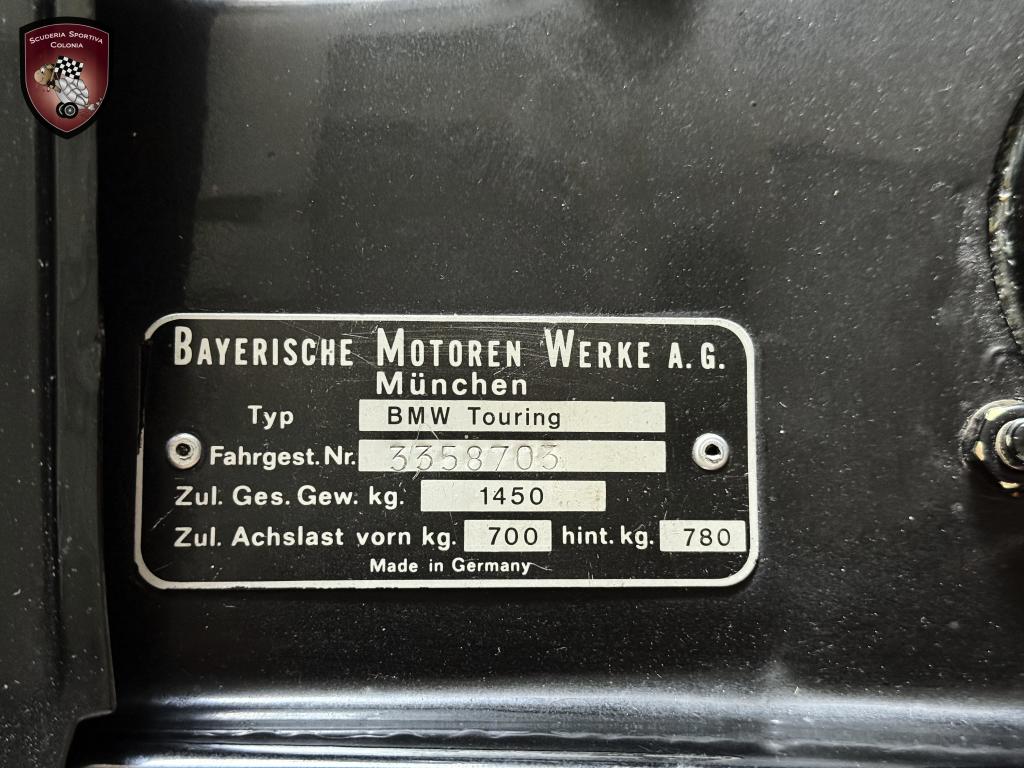 Scuderia Sportiva
Colonia
BAYERISCHE MOTOREN WERKE A.G.
München
Typ BMW Touring
Fahrgest. Nr. 3358703
Zul. Ges. Gew. kg. 1450
Zul. Achslast vorn kg. 700 hint. kg. 780
Made in Germany